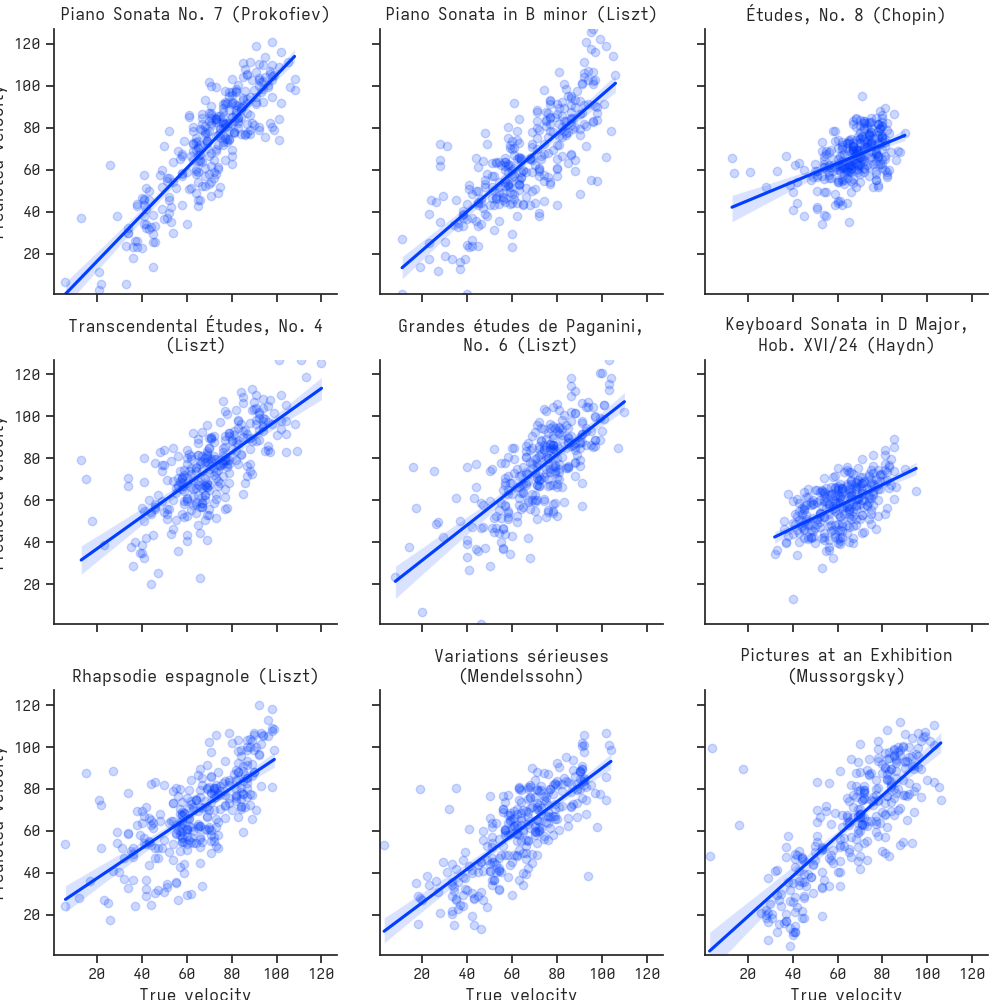 Piano Sonata No. 7 (Prokofiev)
Piano Sonata in B minor (Liszt)
Études, No. 8 (Chopin)
120
100
80
60
40
20
Transcendental Études, No. 4
(Liszt)
Grandes études de Paganini,
No. 6 (Liszt)
Keyboard Sonata in D Major,
Hob. XVI/24 (Haydn)
120
100
80
60
40
20
Rhapsodie espagnole (Liszt)
Variations sérieuses
(Mendelssohn)
Pictures at an Exhibition
(Mussorgsky)
120
100
80
60
40
20
20 40 60 80 100 120
20 40 60 80 100 120
20 40 60 80 100 120
True velocity
True velocity
True velocity